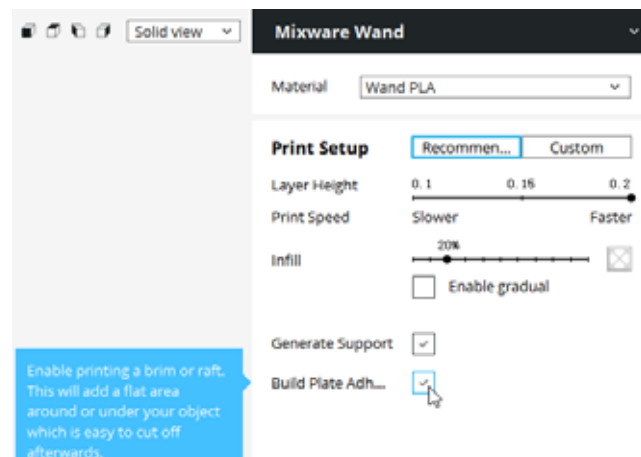 Solid view
Mixware Wand
Material
Wand PLA
Print Setup
Recommen...
Custom
Layer Height
0.1
0.15
0.2
Print Speed
Slower
Faster
Infill
20%
Enable gradual
Generate Support
Build Plate Adh...
Enable printing a brim or raft.
This will add a flat area
around or under your object
which is easy to cut off
afterwards.